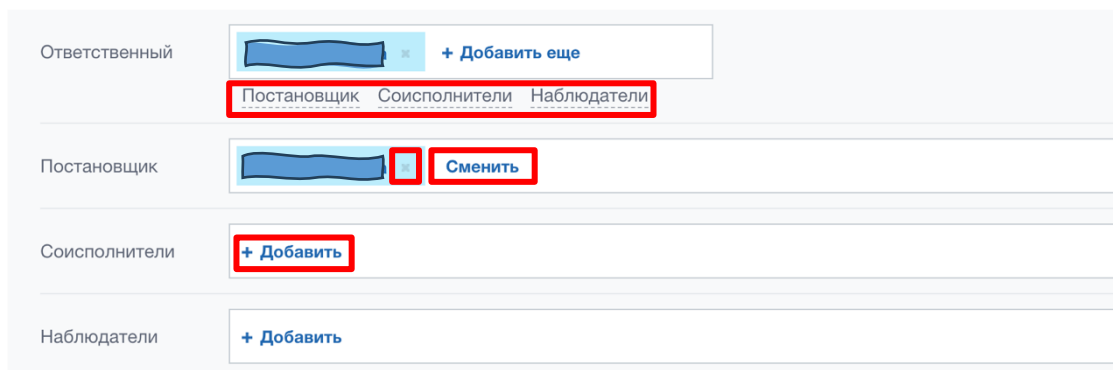 Ответственный + Добавить еще
Постановщик Соисполнители Наблюдатели
Постановщик Сменить
Соисполнители + Добавить
Наблюдатели + Добавить